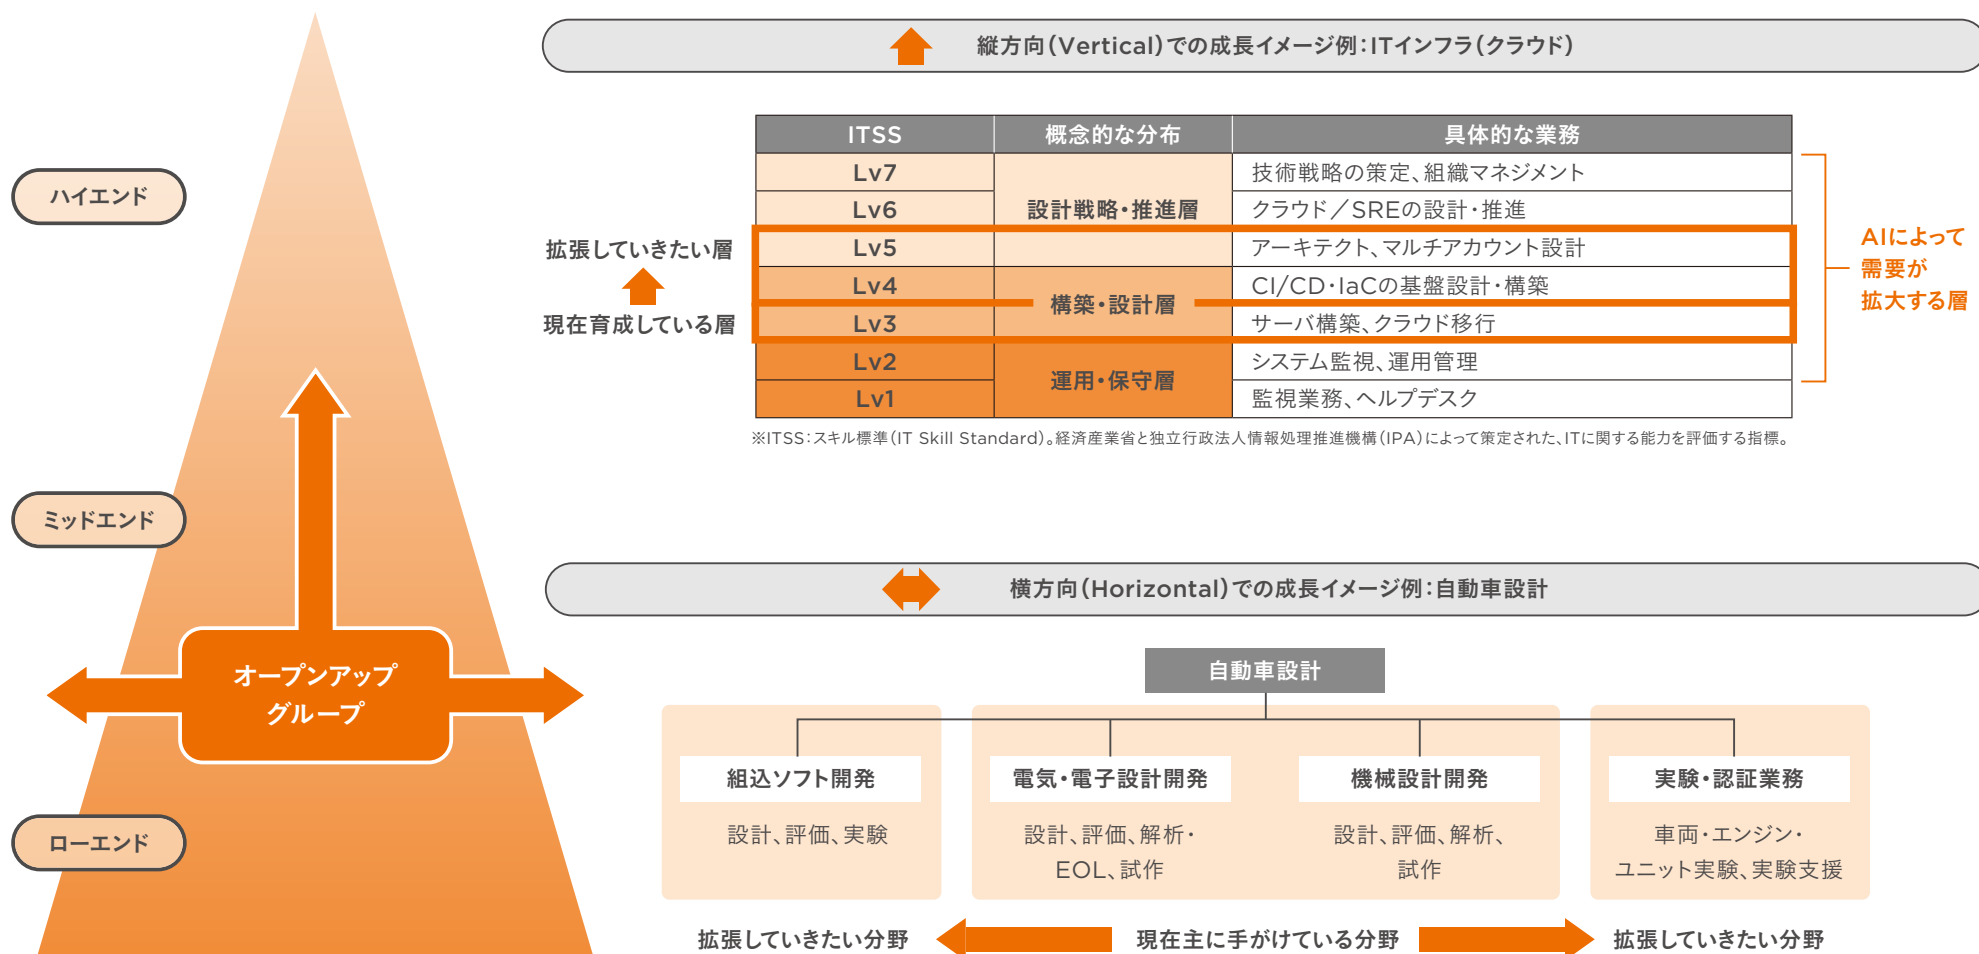 ハイエンド
ミッドエンド
オープンアップ
グループ
ローエンド
縦方向(Vertical)での成長イメージ例:ITインフラ(クラウド)
ITSS 概念的な分布 具体的な業務
Lv7 技術戦略の策定、組織マネジメント
Lv6 設計戦略・推進層 クラウド/SREの設計・推進
Lv5 アーキテクト、マルチアカウント設計
Lv4 CI/CD・IaCの基盤設計・構築
構築・設計層
Lv3 サーバ構築、クラウド移行
Lv2 システム監視、運用管理
運用・保守層
Lv1 監視業務、ヘルプデスク
拡張していきたい層
現在育成している層
AIによって
需要が
拡大する層
※ITSS:スキル標準(IT Skill Standard)。経済産業省と独立行政法人情報処理推進機構(IPA)によって策定された、ITに関する能力を評価する指標。
横方向(Horizontal)での成長イメージ例:自動車設計
自動車設計
組込ソフト開発
設計、評価、実験
電気・電子設計開発
設計、評価、解析・
EOL、試作
機械設計開発
設計、評価、解析、
試作
実験・認証業務
車両・エンジン・
ユニット実験、実験支援
拡張していきたい分野 現在主に手がけている分野 拡張していきたい分野